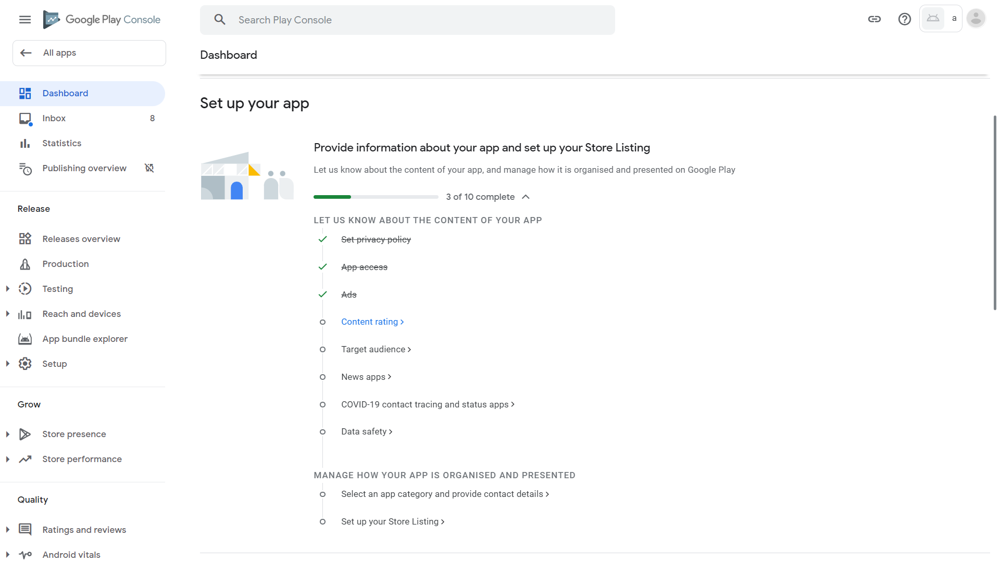 Google Play Console
Search Play Console
a
All apps
Dashboard
Dashboard
Inbox 8
Statistics
Publishing overview
Release
Releases overview
Production
Testing
Reach and devices
App bundle explorer
Setup
Grow
Store presence
Store performance
Quality
Ratings and reviews
Android vitals
Set up your app
Provide information about your app and set up your Store Listing
Let us know about the content of your app, and manage how it is organised and presented on Google Play
3 of 10 complete
LET US KNOW ABOUT THE CONTENT OF YOUR APP
Set privacy policy
App access
Ads
Content rating
Target audience
News apps
COVID-19 contact tracing and status apps
Data safety
MANAGE HOW YOUR APP IS ORGANISED AND PRESENTED
Select an app category and provide contact details
Set up your Store Listing